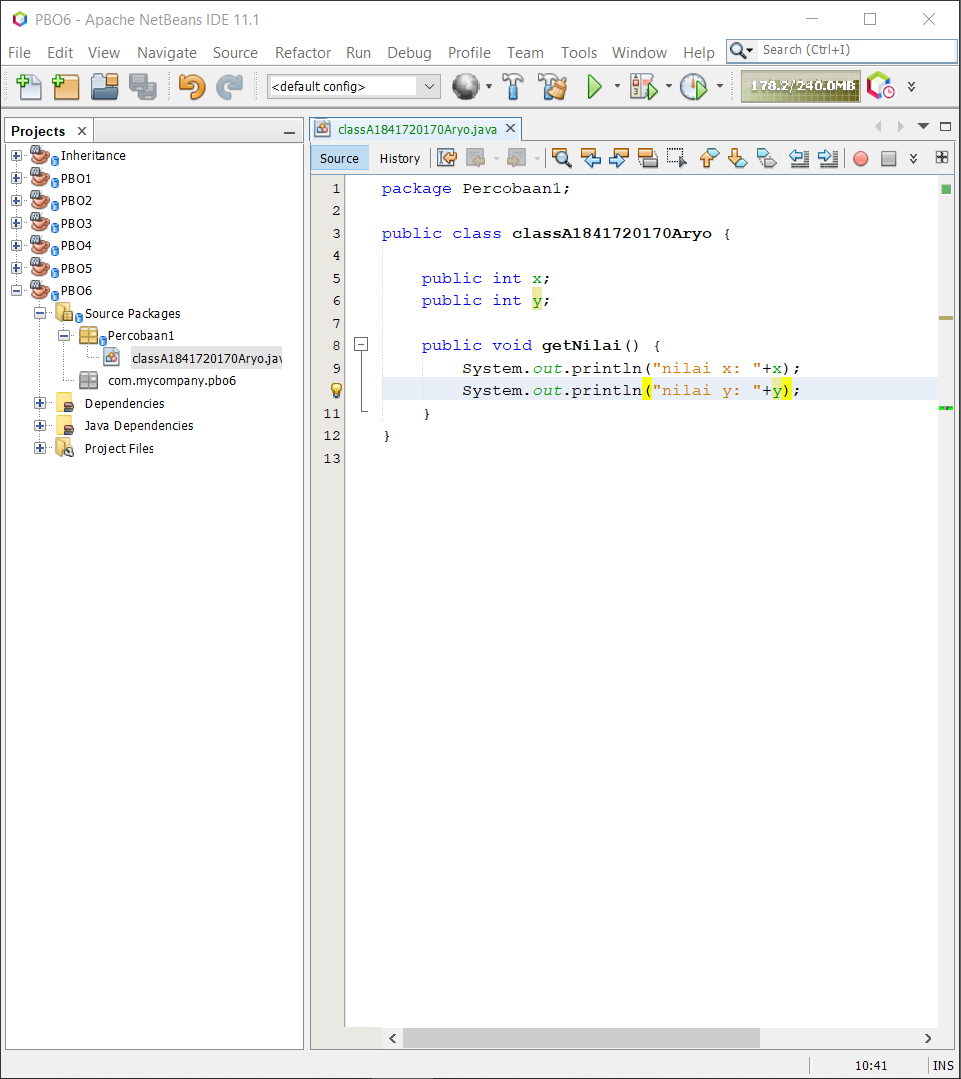 PBO6 - Apache NetBeans IDE 11.1
File Edit View Navigate Source Refactor Run Debug Profile Team Tools Window Help Search (Ctrl+I)
<default config> 178.2/240.0MB
Projects
Inheritance
PBO1
PBO2
PBO3
PBO4
PBO5
PBO6
Source Packages
Percobaan1
classA1841720170Aryo.jav
com.mycompany.pbo6
Dependencies
Java Dependencies
Project Files
classA1841720170Aryo.java
Source History
1 package Percobaan1;
2
3 public class classA1841720170Aryo {
4
5 public int x;
6 public int y;
7
8 public void getNilai() {
9 System.out.println("nilai x: "+x);
System.out.println("nilai y: "+y);
11 }
12 }
13
10:41 INS